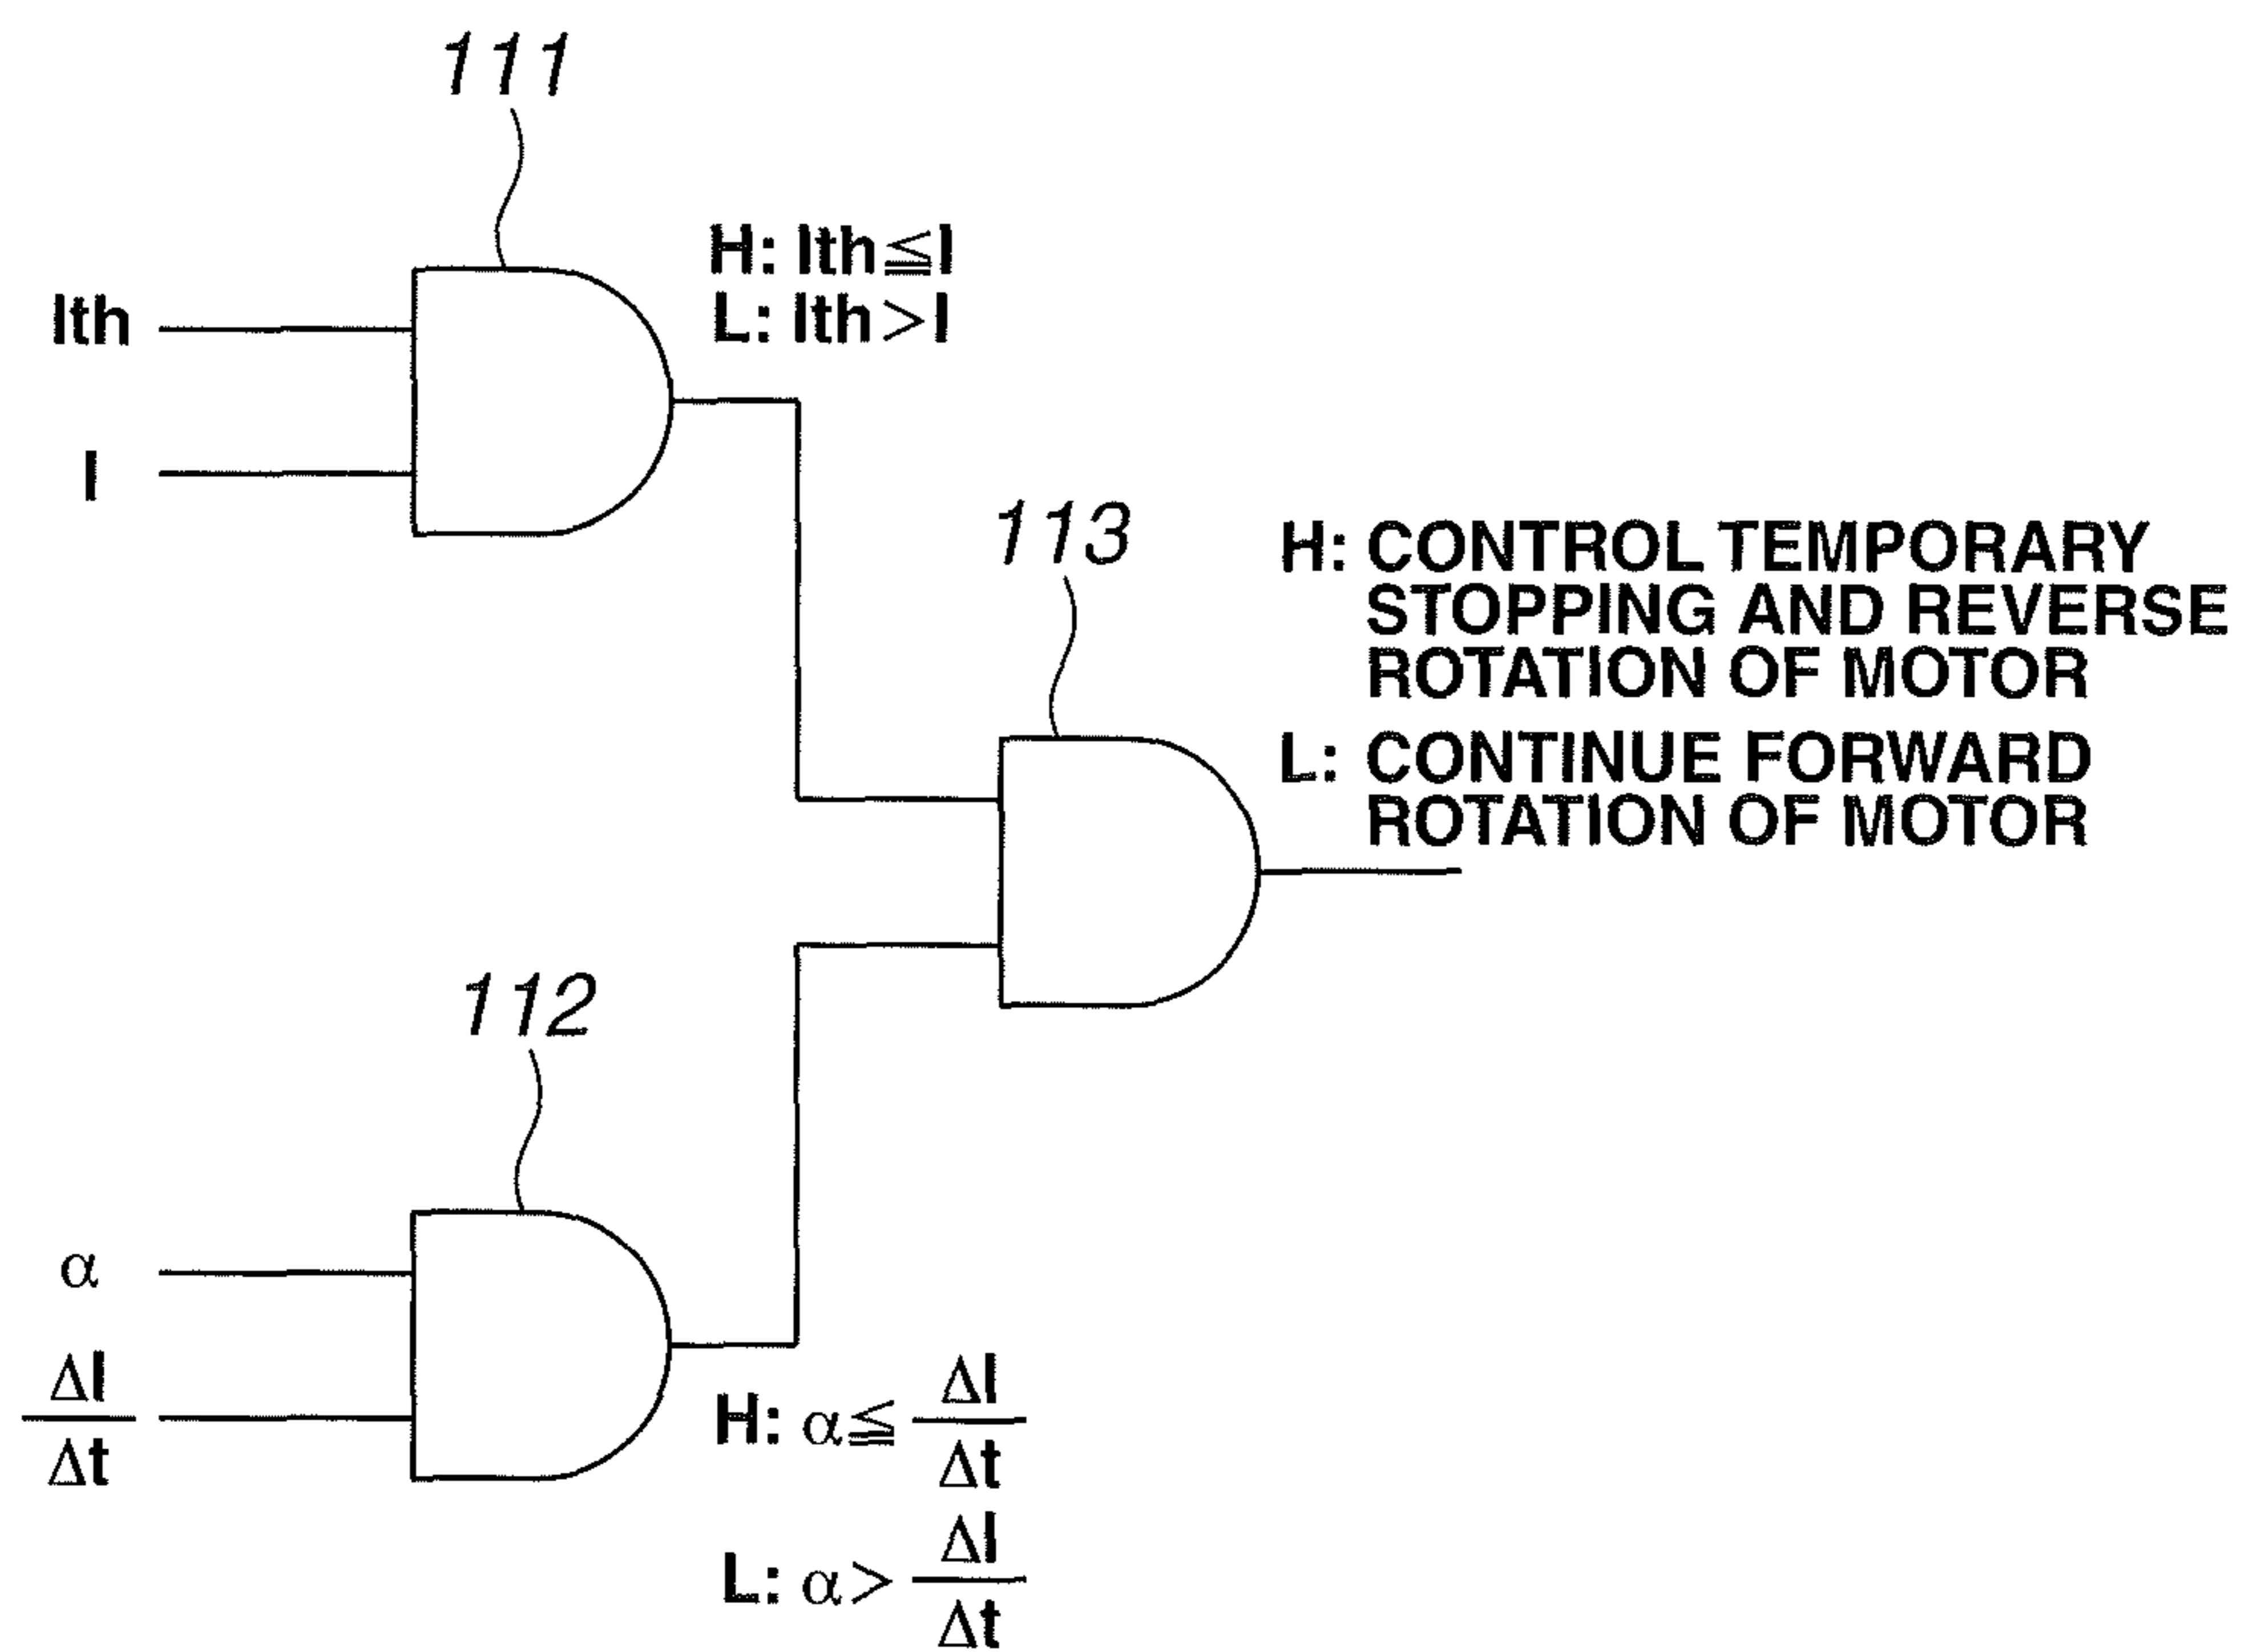 111
H: Ith≦I
L: Ith>I
Ith
I
113
H: CONTROL TEMPORARY
STOPPING AND REVERSE
ROTATION OF MOTOR
L: CONTINUE FORWARD
ROTATION OF MOTOR
112
α
ΔI
Δt
H: α≦ ΔI
Δt
L: α> ΔI
Δt